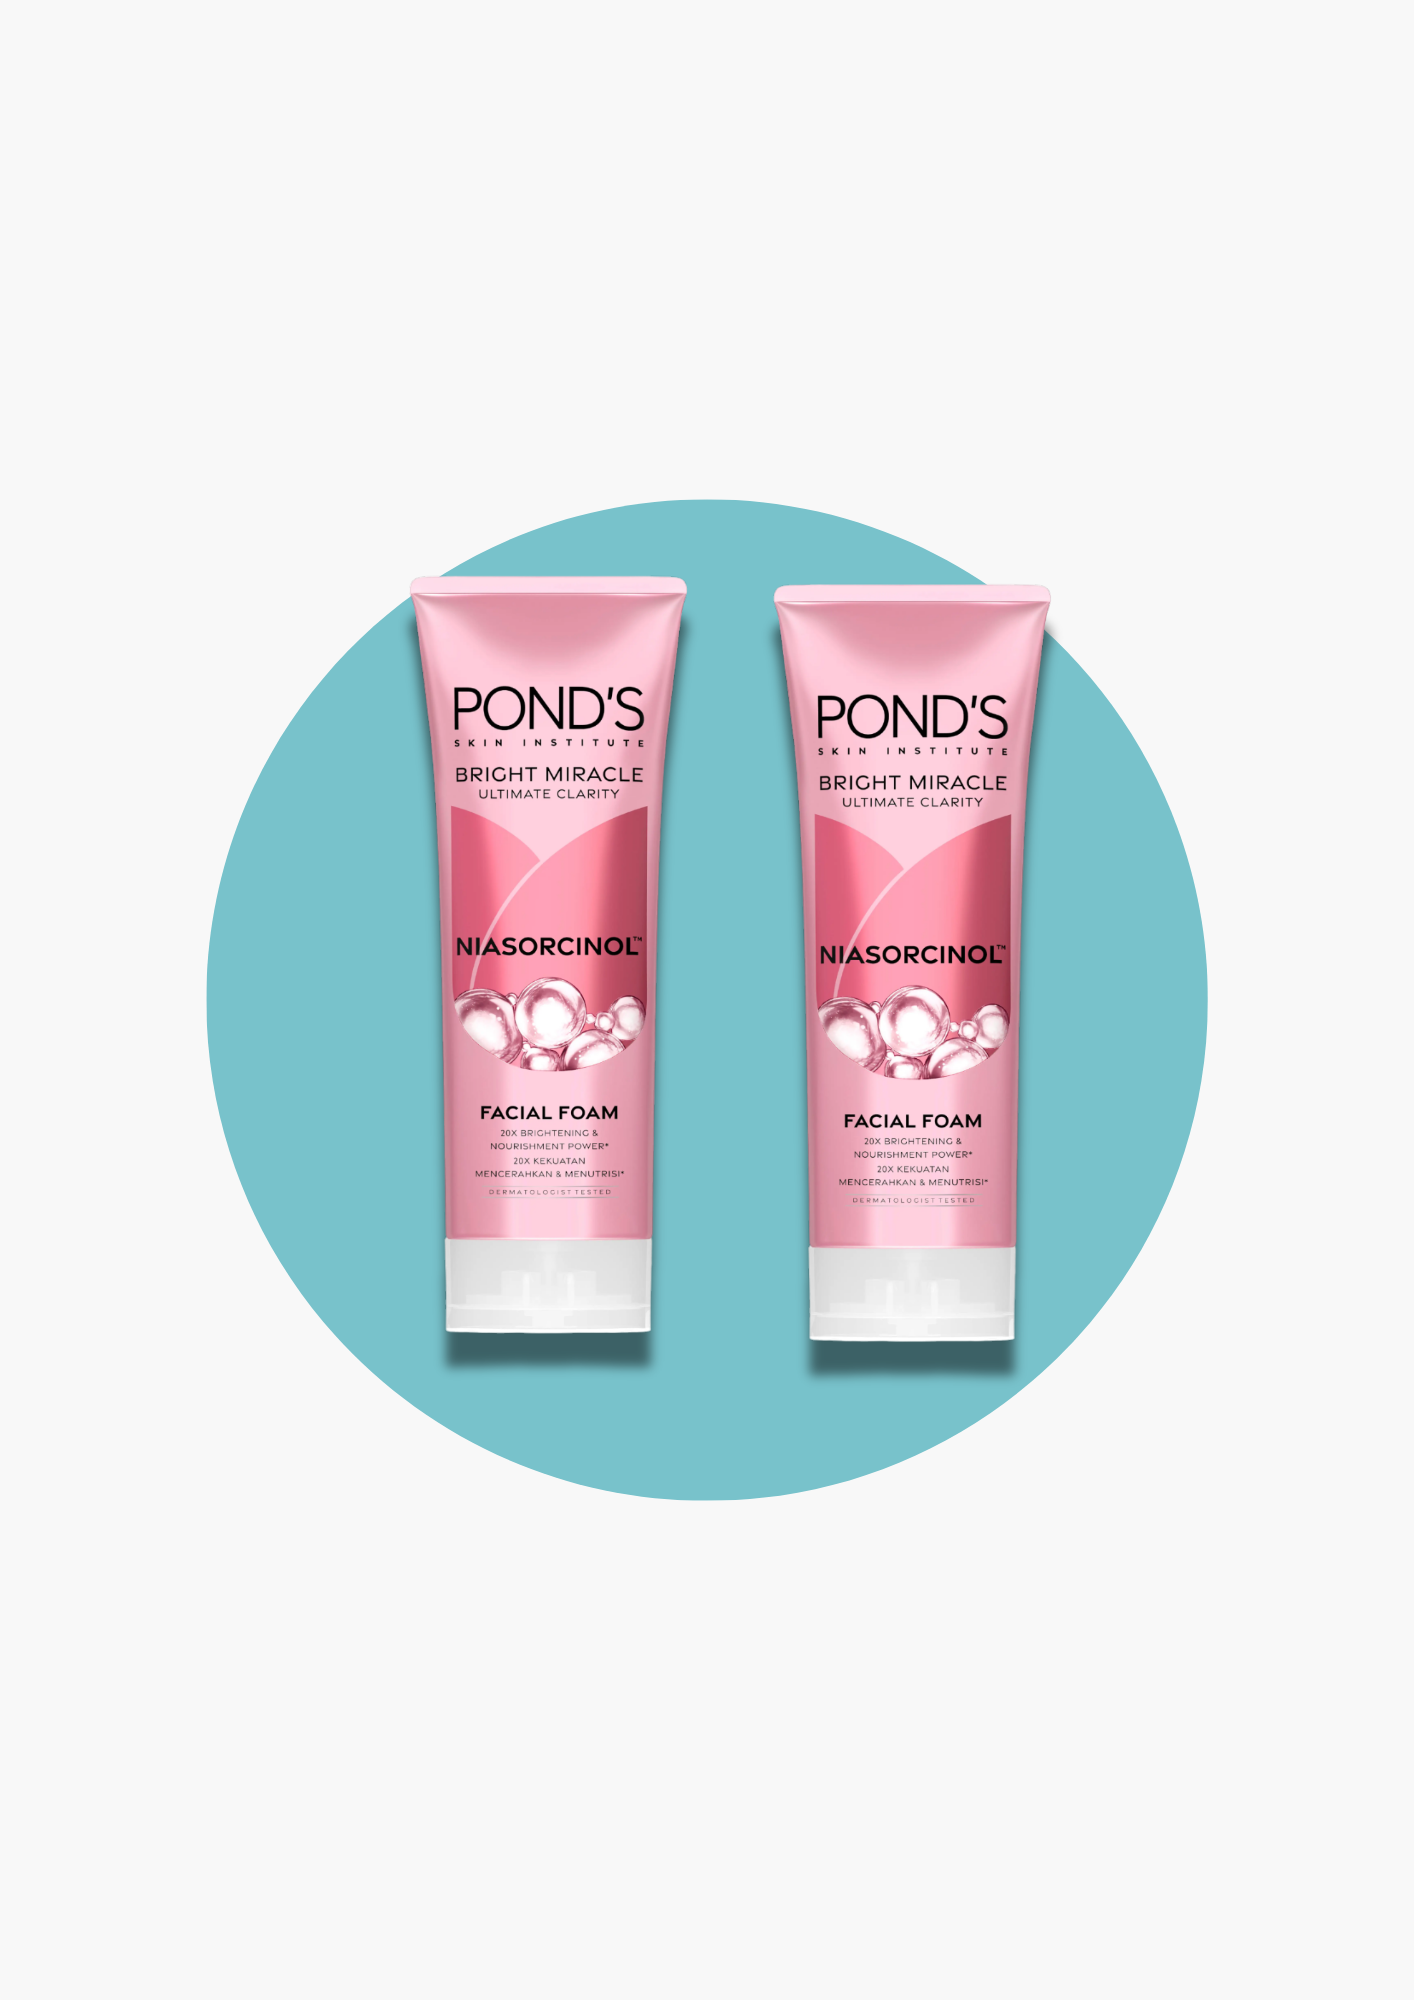 POND'S
SKIN INSTITUTE
BRIGHT MIRACLE
ULTIMATE CLARITY
NIASORCINOL™
FACIAL FOAM
20X BRIGHTENING &
NOURISHMENT POWER*
20X KEKUATAN
MENCERAHKAN & MENUTRISI*
DERMATOLOGIST TESTED
POND'S
SKIN INSTITUTE
BRIGHT MIRACLE
ULTIMATE CLARITY
NIASORCINOL™
FACIAL FOAM
20X BRIGHTENING &
NOURISHMENT POWER*
20X KEKUATAN
MENCERAHKAN & MENUTRISI*
DERMATOLOGIST TESTED